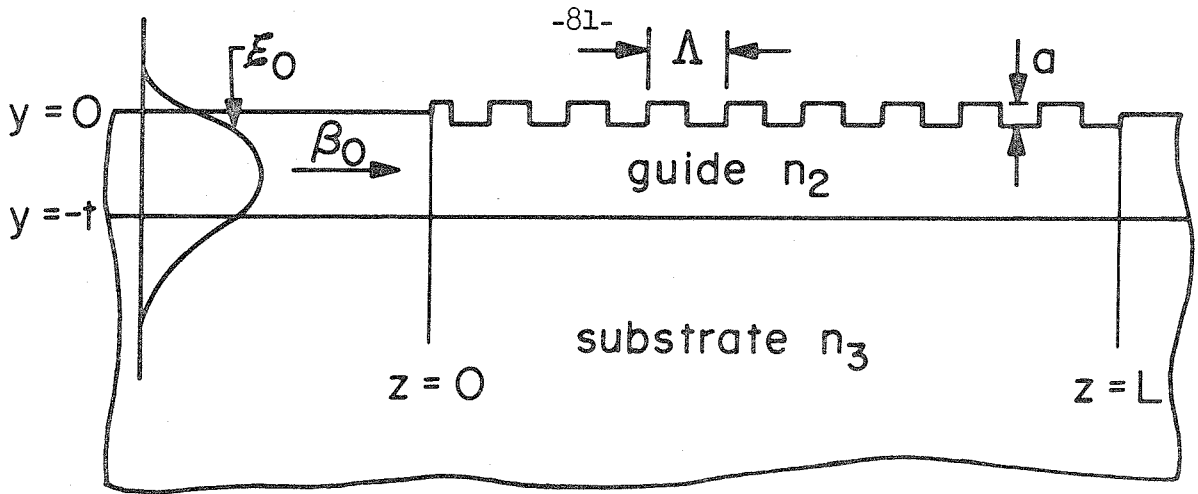 -81-
ℰ₀
Λ
a
y = 0
β₀
guide n₂
y = -t
substrate n₃
z = 0
z = L